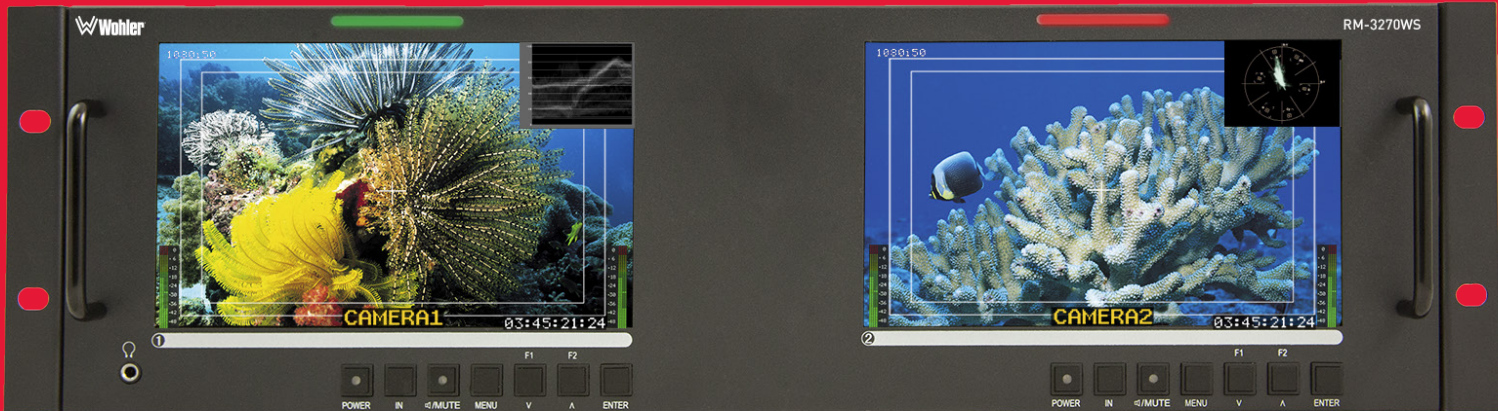 Wohler
RM-3270WS
1080i50
1080i50
CAMERA1
03:45:21:24
CAMERA2
03:45:21:24
①
②
F1 F2
F1 F2
POWER IN /MUTE MENU V Λ ENTER
POWER IN /MUTE MENU V Λ ENTER